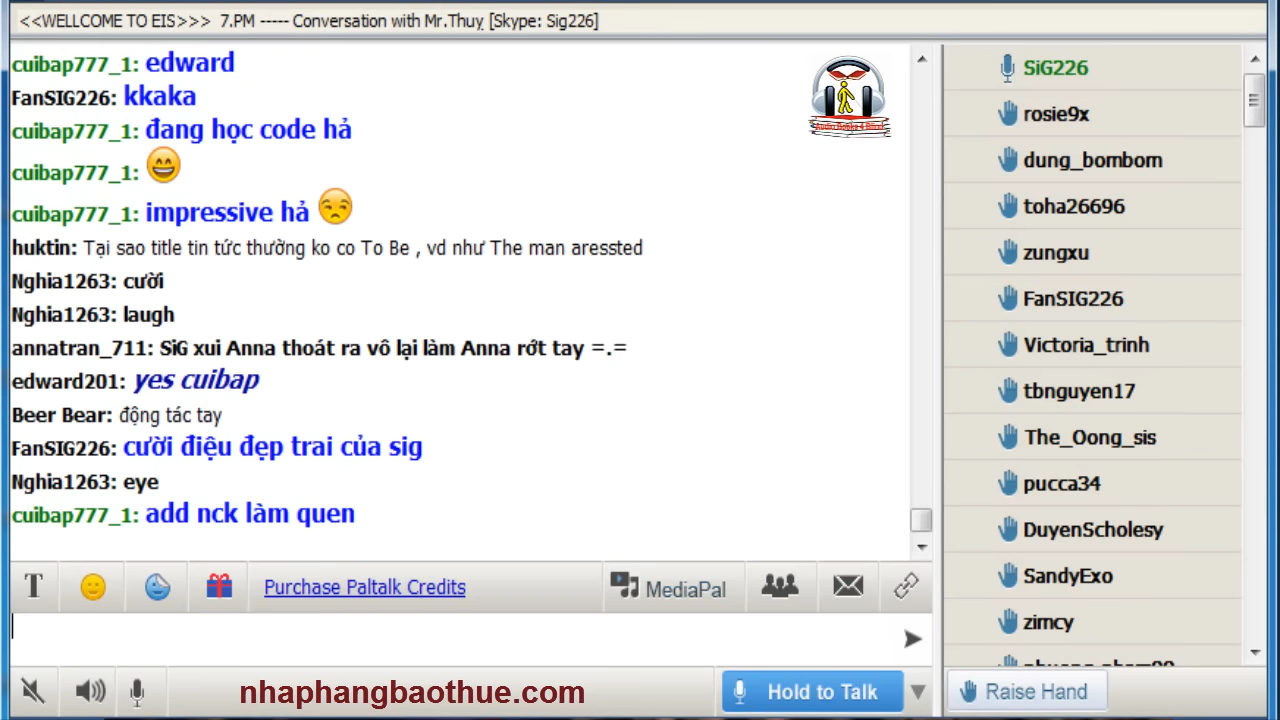 <<WELLCOME TO EIS>>> 7.PM ----- Conversation with Mr.Thuy [Skype: Sig226]
cuibap777_1: edward
FanSIG226: kkaka
cuibap777_1: đang học code hả
cuibap777_1:
cuibap777_1: impressive hả
huktin: Tại sao title tin tức thường ko co To Be , vd như The man aressted
Nghia1263: cười
Nghia1263: laugh
annatran_711: SiG xui Anna thoát ra vô lại làm Anna rớt tay =.=
edward201: yes cuibap
Beer Bear: động tác tay
FanSIG226: cười điệu đẹp trai của sig
Nghia1263: eye
cuibap777_1: add nck làm quen
T
Purchase Paltalk Credits
MediaPal
nhaphangbaothue.com
Hold to Talk
SiG226
rosie9x
dung_bombom
toha26696
zungxu
FanSIG226
Victoria_trinh
tbnguyen17
The_Oong_sis
pucca34
DuyenScholesy
SandyExo
zimcy
Raise Hand